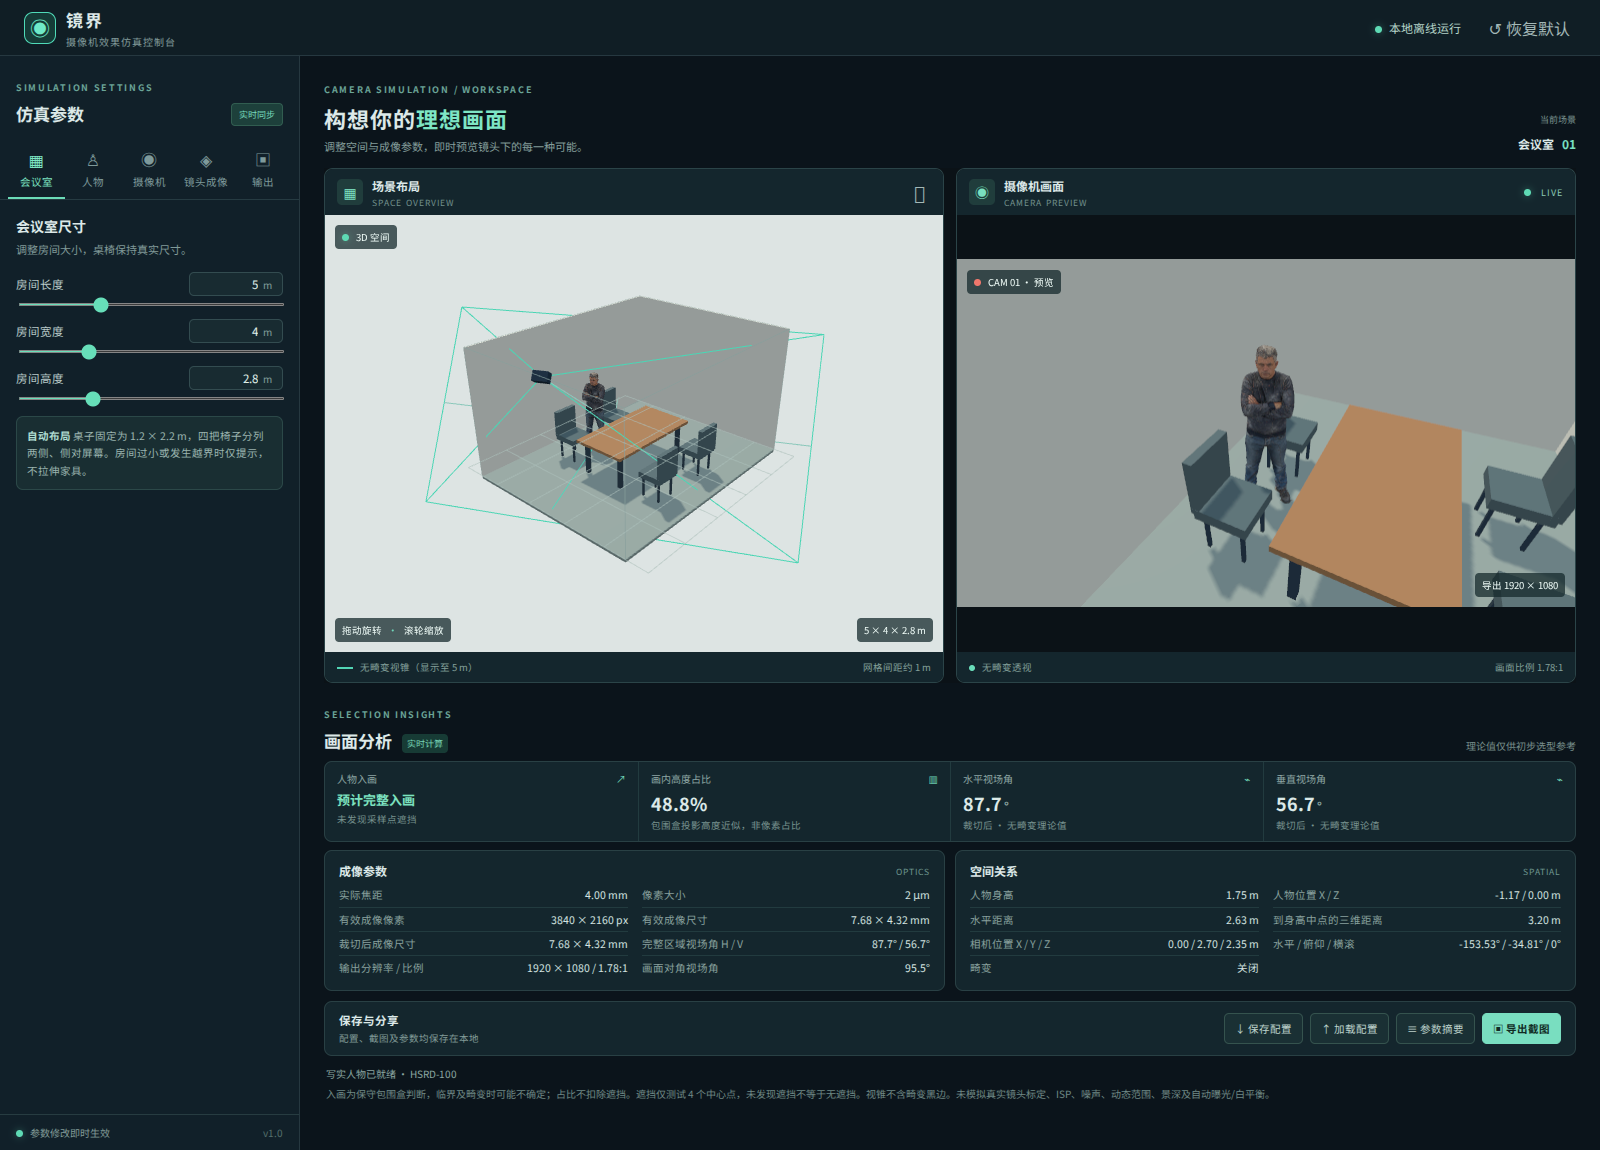 镜界
摄像机效果仿真控制台
本地离线运行
↺ 恢复默认
SIMULATION SETTINGS
仿真参数
实时同步
会议室
人物
摄像机
镜头成像
输出
会议室尺寸
调整房间大小，桌椅保持真实尺寸。
房间长度
5 m
房间宽度
4 m
房间高度
2.8 m
自动布局 桌子固定为 1.2 × 2.2 m，四把椅子分列
两侧、侧对屏幕。房间过小或发生越界时仅提示，
不拉伸家具。
参数修改即时生效
v1.0
CAMERA SIMULATION / WORKSPACE
构想你的理想画面
调整空间与成像参数，即时预览镜头下的每一种可能。
当前场景
会议室 01
场景布局
SPACE OVERVIEW
3D 空间
拖动旋转 · 滚轮缩放
5 × 4 × 2.8 m
无畸变视锥（显示至 5 m）
网格间距约 1 m
摄像机画面
CAMERA PREVIEW
LIVE
CAM 01 · 预览
导出 1920 × 1080
无畸变透视
画面比例 1.78:1
SELECTION INSIGHTS
画面分析
实时计算
理论值仅供初步选型参考
人物入画 ↗
预计完整入画
未发现采样点遮挡
画内高度占比
48.8%
包围盒投影高度近似，非像素占比
水平视场角
87.7°
裁切后 · 无畸变理论值
垂直视场角
56.7°
裁切后 · 无畸变理论值
成像参数
OPTICS
实际焦距 4.00 mm
像素大小 2 μm
有效成像像素 3840 × 2160 px
有效成像尺寸 7.68 × 4.32 mm
裁切后成像尺寸 7.68 × 4.32 mm
完整区域视场角 H / V 87.7° / 56.7°
输出分辨率 / 比例 1920 × 1080 / 1.78:1
画面对角视场角 95.5°
空间关系
SPATIAL
人物身高 1.75 m
人物位置 X / Z -1.17 / 0.00 m
水平距离 2.63 m
到身高中点的三维距离 3.20 m
相机位置 X / Y / Z 0.00 / 2.70 / 2.35 m
水平 / 俯仰 / 横滚 -153.53° / -34.81° / 0°
畸变 关闭
保存与分享
配置、截图及参数均保存在本地
↓ 保存配置
↑ 加载配置
≡ 参数摘要
▣ 导出截图
写实人物已就绪 · HSRD-100
入画为保守包围盒判断，临界及畸变时可能不确定；占比不扣除遮挡。遮挡仅测试 4 个中心点，未发现遮挡不等于无遮挡。视锥不含畸变黑边。未模拟真实镜头标定、ISP、噪声、动态范围、景深及自动曝光/白平衡。